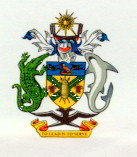 TO LEAD IS TO SERVE